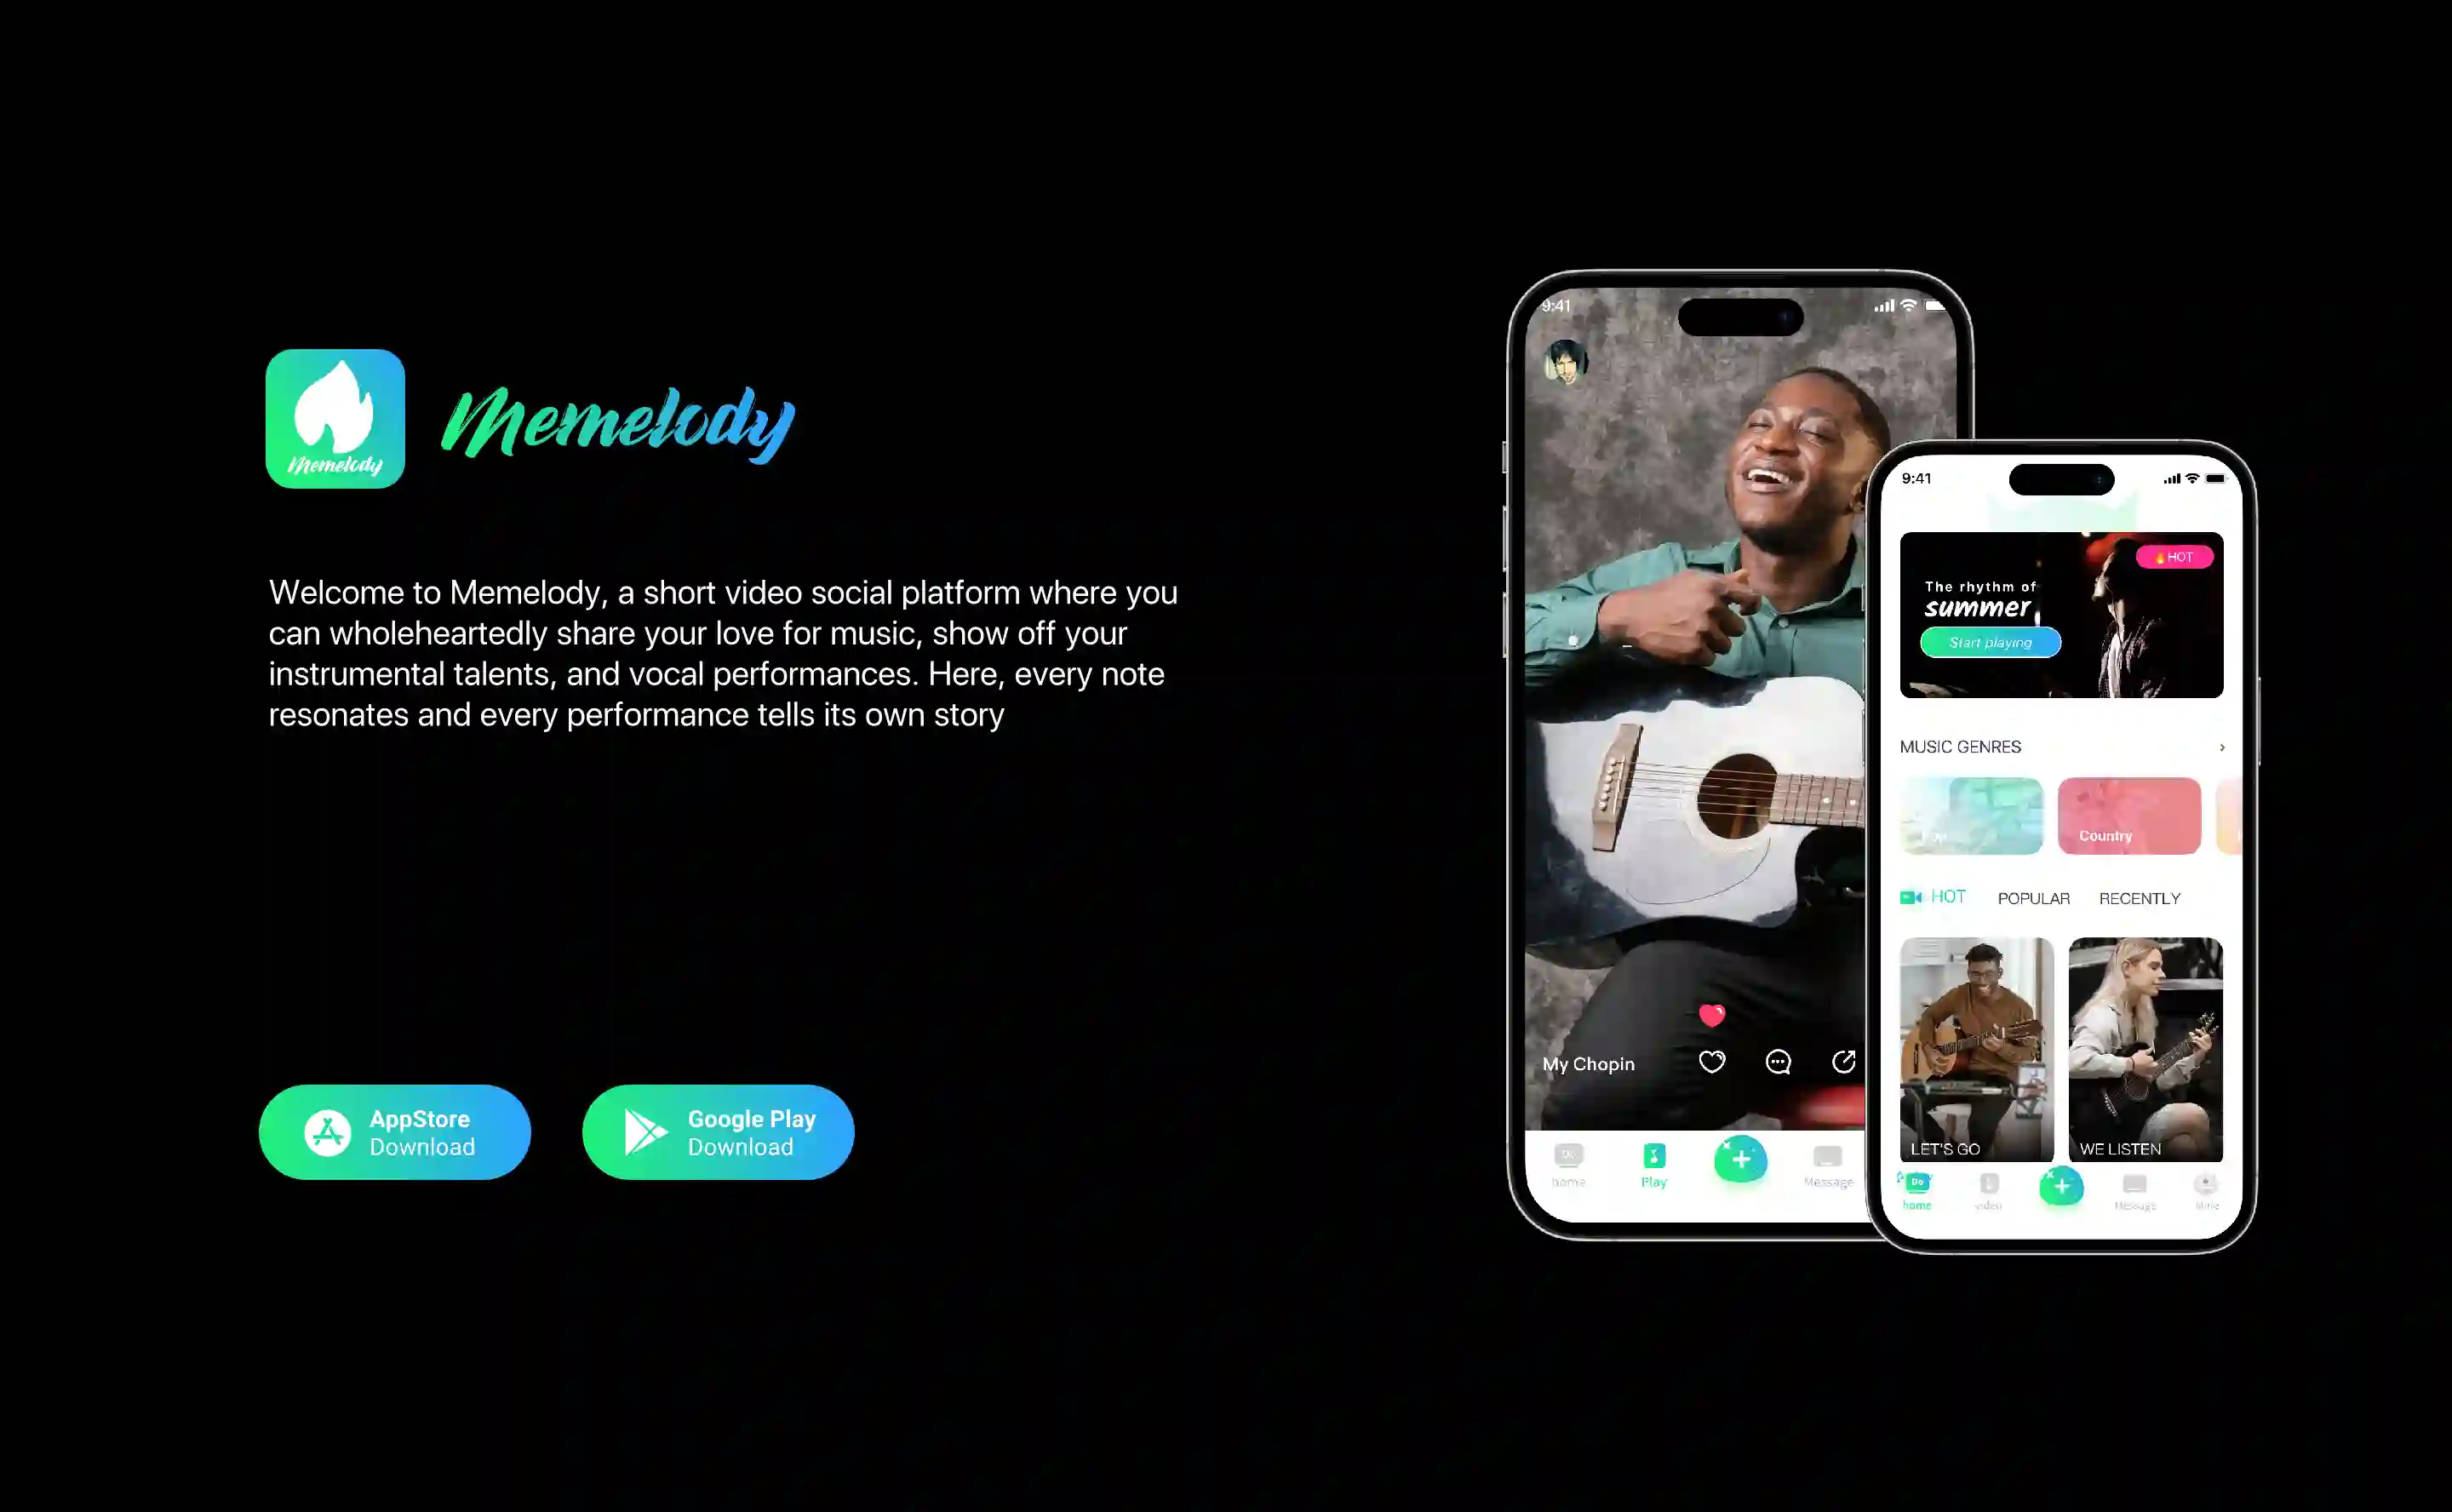 Memelody
Memelody
Welcome to Memelody, a short video social platform where you
can wholeheartedly share your love for music, show off your
instrumental talents, and vocal performances. Here, every note
resonates and every performance tells its own story
AppStore
Download
Google Play
Download
9:41
My Chopin
Do
home
Play
Message
9:41
HOT
The rhythm of
summer
Start playing
MUSIC GENRES
Pop
Country
HOT POPULAR RECENTLY
LET'S GO
WE LISTEN
Do
home
video
Message
Mine